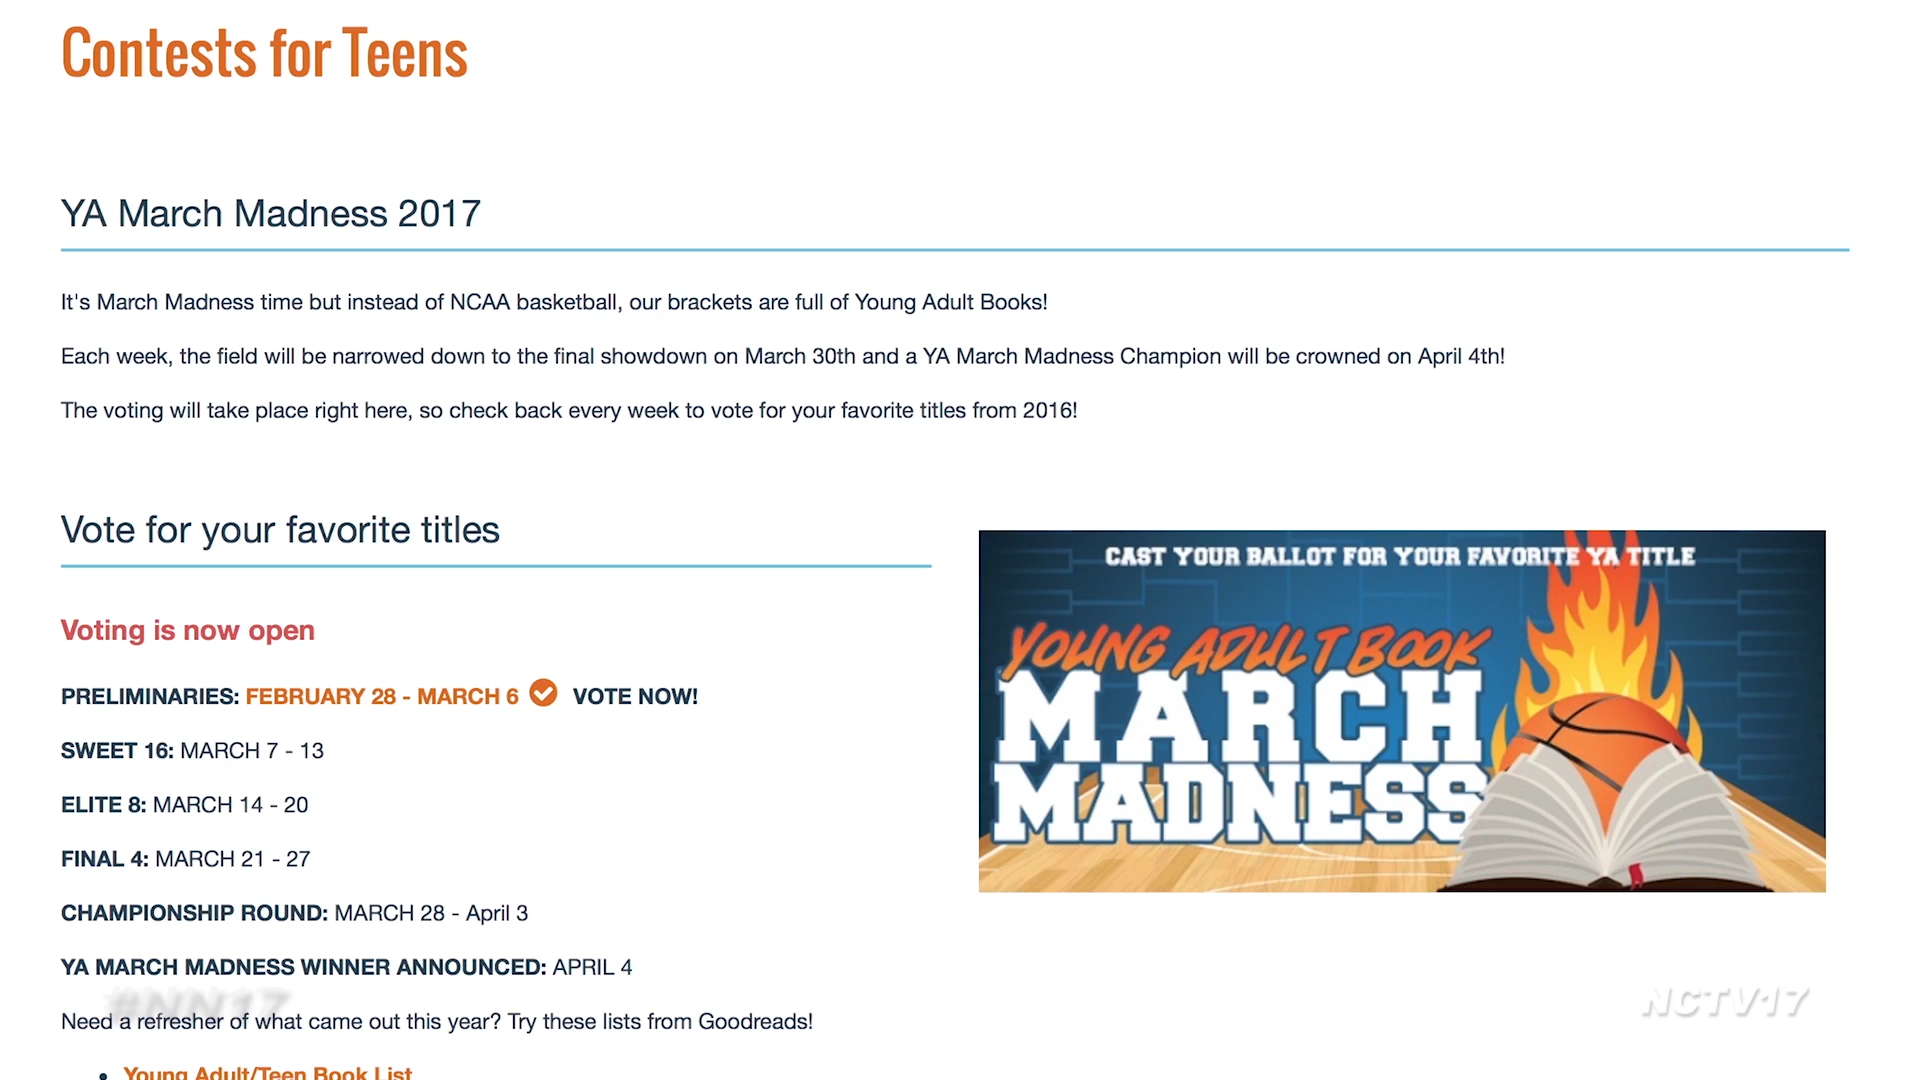 Contests for Teens
YA March Madness 2017
It's March Madness time but instead of NCAA basketball, our brackets are full of Young Adult Books!
Each week, the field will be narrowed down to the final showdown on March 30th and a YA March Madness Champion will be crowned on April 4th!
The voting will take place right here, so check back every week to vote for your favorite titles from 2016!
Vote for your favorite titles
Voting is now open
PRELIMINARIES: FEBRUARY 28 - MARCH 6 VOTE NOW!
SWEET 16: MARCH 7 - 13
ELITE 8: MARCH 14 - 20
FINAL 4: MARCH 21 - 27
CHAMPIONSHIP ROUND: MARCH 28 - April 3
YA MARCH MADNESS WINNER ANNOUNCED: APRIL 4
#NN17
Need a refresher of what came out this year? Try these lists from Goodreads!
• Young Adult/Teen Book List
CAST YOUR BALLOT FOR YOUR FAVORITE YA TITLE
YOUNG ADULT BOOK
MARCH
MADNESS
NCTV17